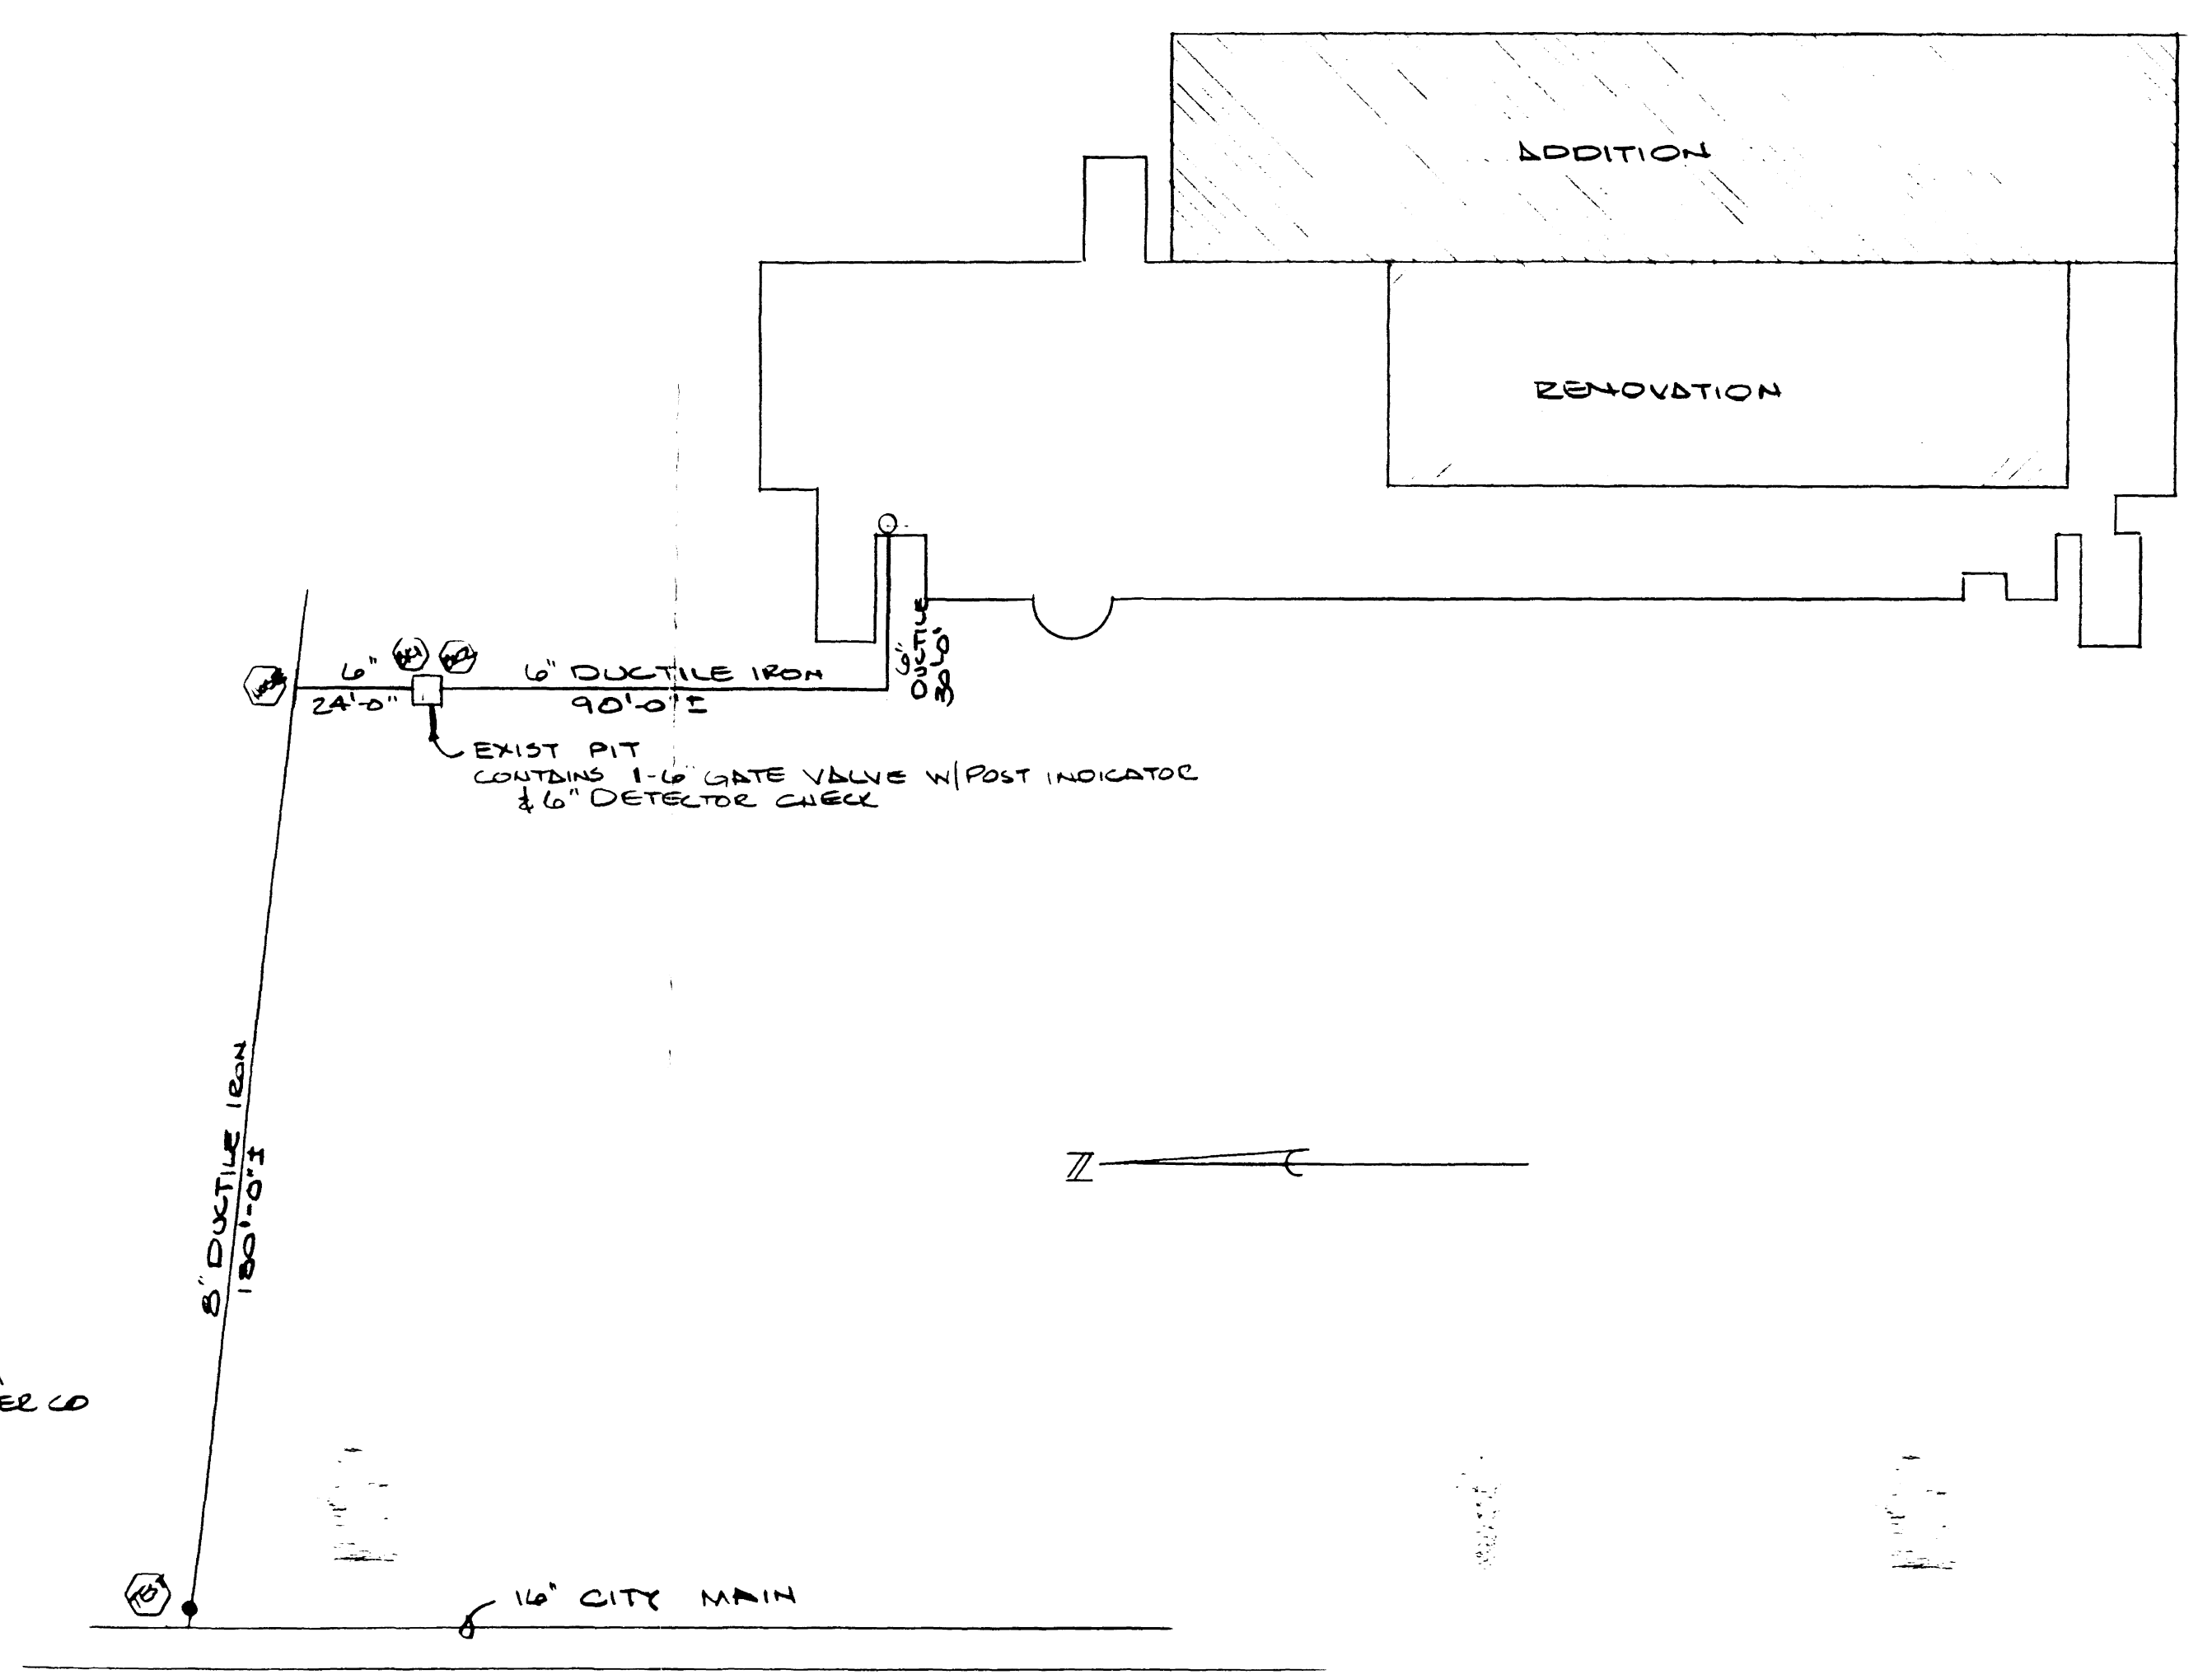 ADDITION
RENOVATION
6" DUCTILE
30'-0"
6"
24'-0"
6" DUCTILE IRON
90'-0"±
EXIST PIT
CONTAINS 1-6" GATE VALVE W/POST INDICATOR
& 6" DETECTOR CHECK
8" DUCTILE IRON
180'-0"±
N
ER CO
16" CITY MAIN